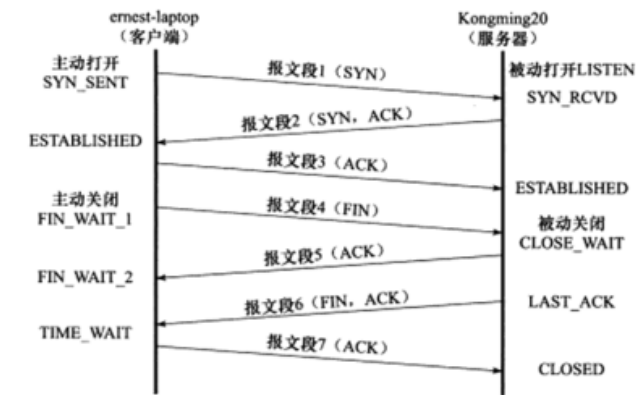 ernest-laptop
（客户端）
Kongming20
（服务器）
主动打开
SYN_SENT
报文段1（SYN）
被动打开LISTEN
SYN_RCVD
报文段2（SYN，ACK）
ESTABLISHED
报文段3（ACK）
ESTABLISHED
主动关闭
FIN_WAIT_1
报文段4（FIN）
被动关闭
CLOSE_WAIT
报文段5（ACK）
FIN_WAIT_2
报文段6（FIN，ACK）
LAST_ACK
TIME_WAIT
报文段7（ACK）
CLOSED